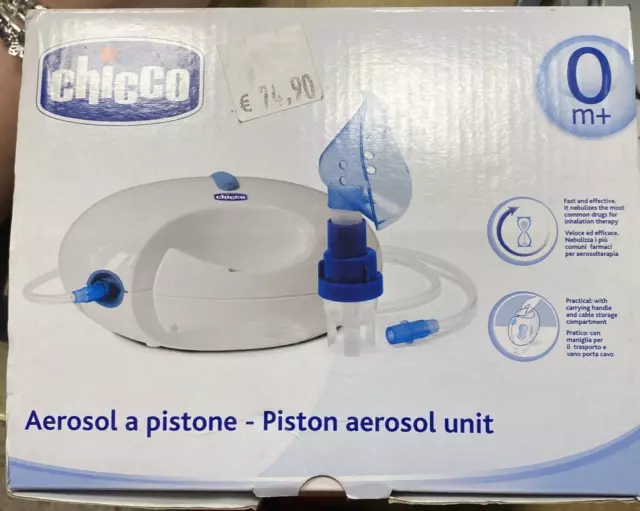 chicco
€ 74,90
0
m+
chicco
Fast and effective.
It nebulizes the most
common drugs for
inhalation therapy
Veloce ed efficace.
Nebulizza i più
comuni farmaci
per aerosolterapia
Practical: with
carrying handle
and cable storage
compartment
Pratico: con
maniglia per
il trasporto e
vano porta cavo
Aerosol a pistone - Piston aerosol unit